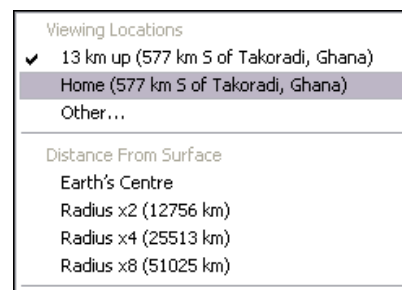 Viewing Locations
✔ 13 km up (577 km S of Takoradi, Ghana)
Home (577 km S of Takoradi, Ghana)
Other...
Distance From Surface
Earth's Centre
Radius x2 (12756 km)
Radius x4 (25513 km)
Radius x8 (51025 km)